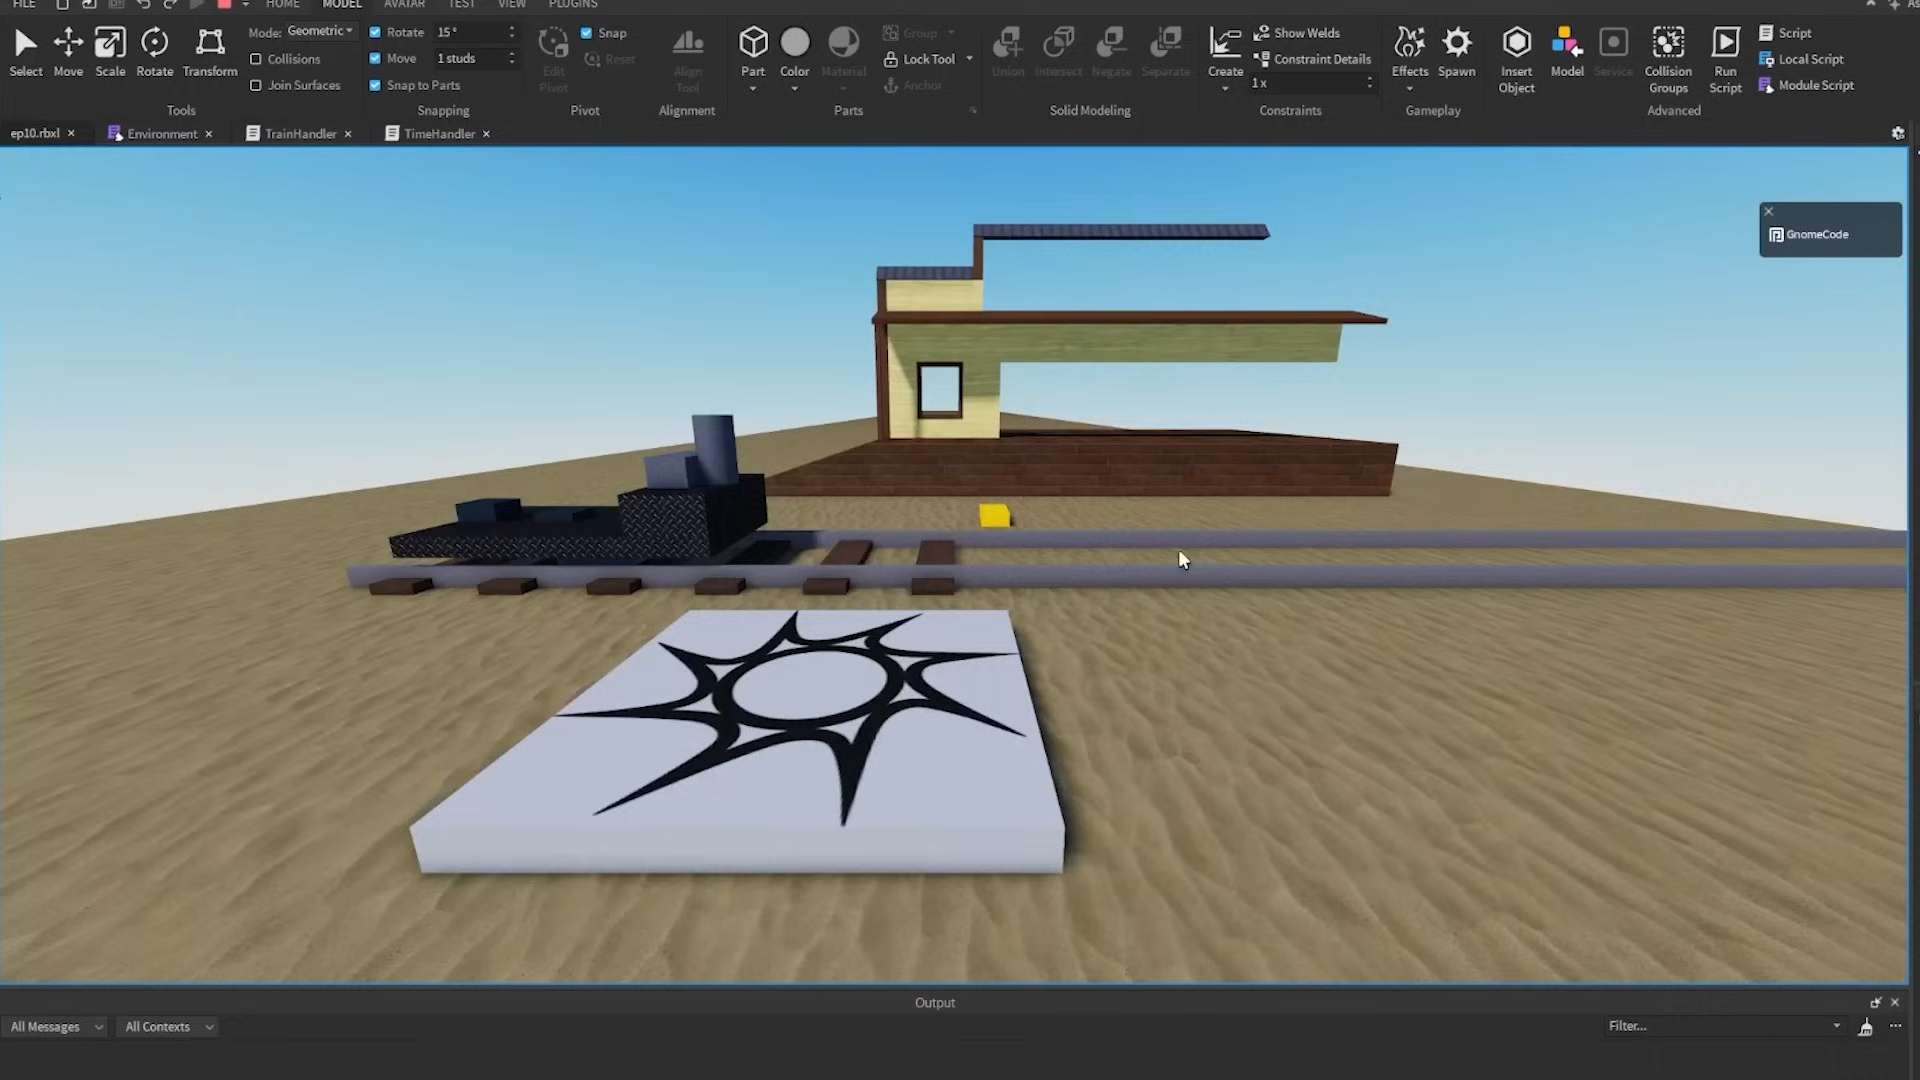 FILE HOME MODEL AVATAR TEST VIEW PLUGINS
Select Move Scale Rotate Transform
Mode: Geometric
Collisions
Join Surfaces
Tools
Rotate 15°
Move 1 studs
Snap to Parts
Snapping
Edit Pivot
Snap
Reset
Pivot
Align Tool
Alignment
Part Color Material
Group
Lock Tool
Anchor
Parts
Union Intersect Negate Separate
Solid Modeling
Create
Show Welds
Constraint Details
1 x
Constraints
Effects Spawn
Gameplay
Insert Object
Model Service
Collision Groups
Run Script
Script
Local Script
Module Script
Advanced
ep10.rbxl Environment TrainHandler TimeHandler
GnomeCode
Output
All Messages All Contexts Filter...